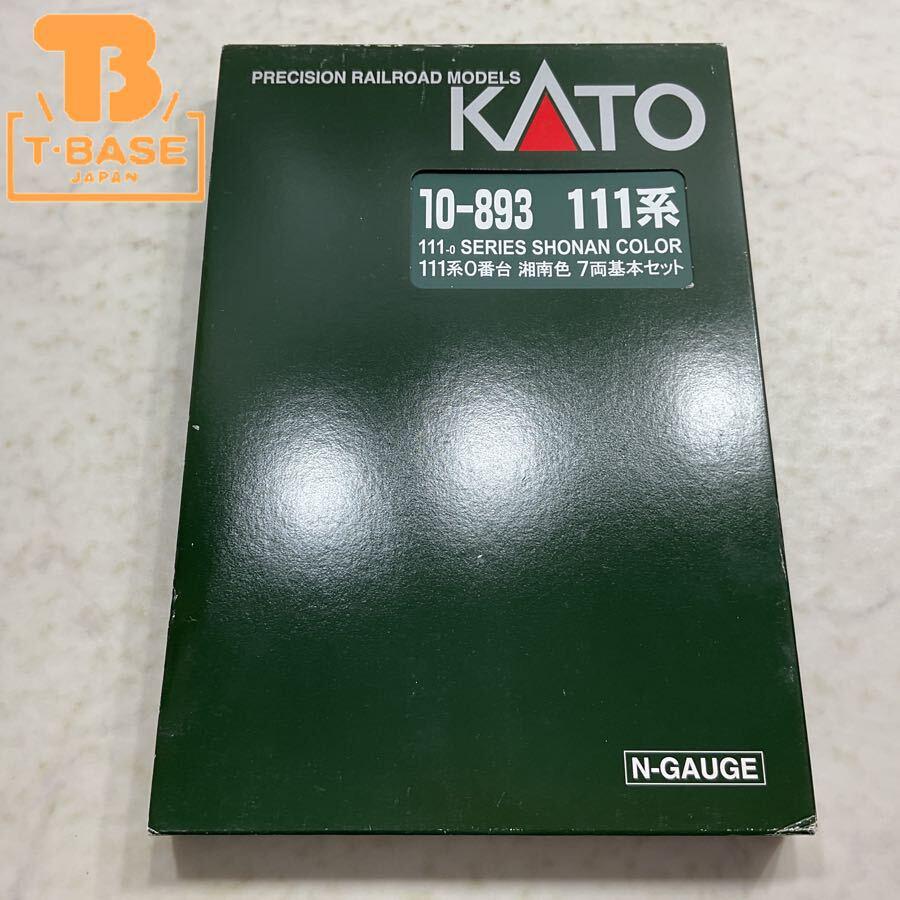 B
T·BASE
JAPAN
PRECISION RAILROAD MODELS
KATO
10-893 111系
111-0 SERIES SHONAN COLOR
111系0番台 湘南色 7両基本セット
N-GAUGE